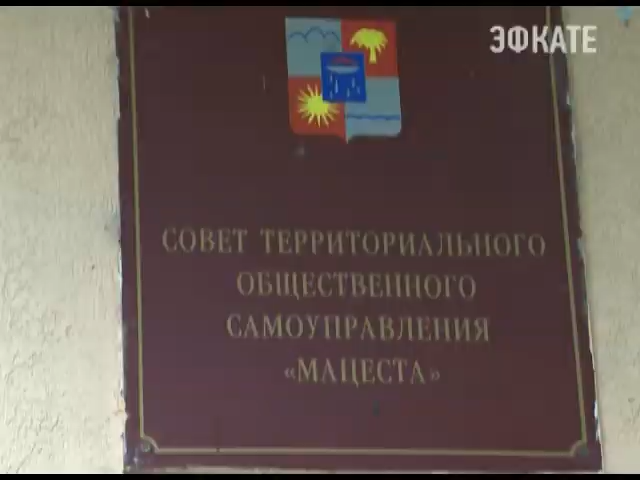 ЭФКАТЕ
СОВЕТ ТЕРРИТОРИАЛЬНОГО
ОБЩЕСТВЕННОГО
САМОУПРАВЛЕНИЯ
«МАЦЕСТА»